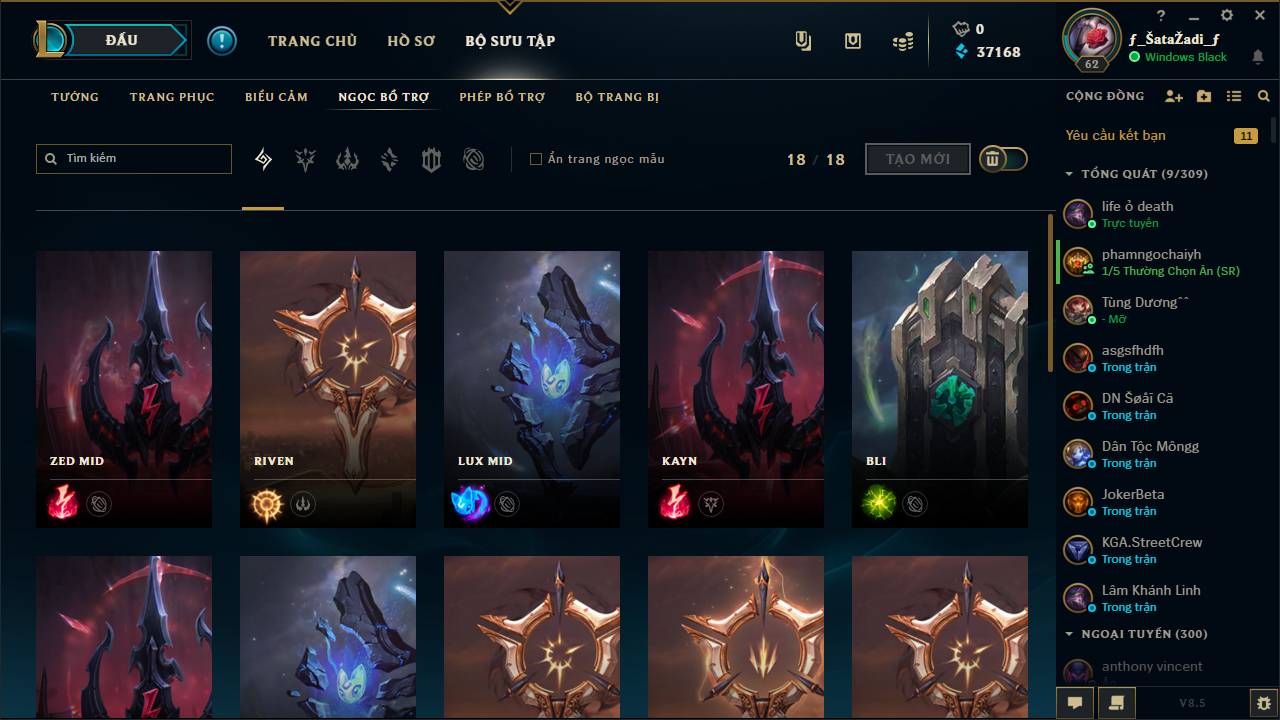 ĐẤU
TRANG CHỦ
HỒ SƠ
BỘ SƯU TẬP
0
37168
62
ƒ_ŠataŽadi_ƒ
Windows Black
TƯỚNG
TRANG PHỤC
BIỂU CẢM
NGỌC BỔ TRỢ
PHÉP BỔ TRỢ
BỘ TRANG BỊ
Tìm kiếm
Ẩn trang ngọc mẫu
18 / 18
TẠO MỚI
ZED MID
RIVEN
LUX MID
KAYN
BLI
CỘNG ĐỒNG
Yêu cầu kết bạn
11
TỔNG QUÁT (9/309)
life ỏ death
Trực tuyến
phamngochaiyh
1/5 Thường Chọn Ẩn (SR)
Tùng Dương^^
- Mỡ
asgsfhdfh
Trong trận
DN Šøåî Cä
Trong trận
Dân Tộc Môngg
Trong trận
JokerBeta
Trong trận
KGA.StreetCrew
Trong trận
Lâm Khánh Linh
Trong trận
NGOẠI TUYẾN (300)
anthony vincent
V8.5